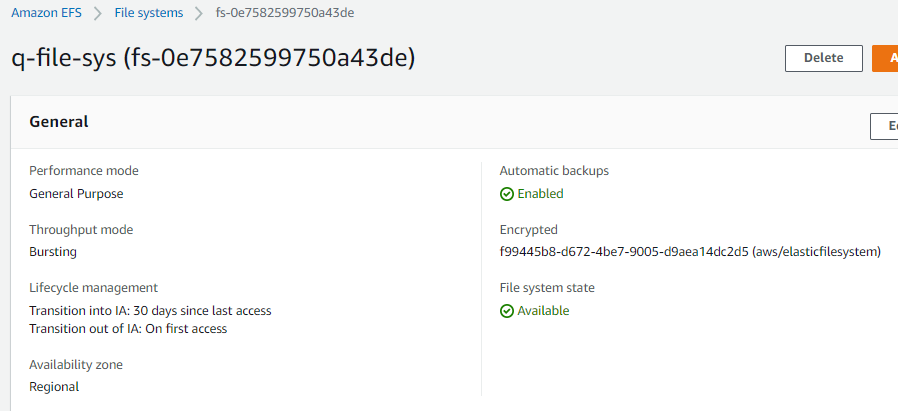 Amazon EFS > File systems > fs-0e7582599750a43de
q-file-sys (fs-0e7582599750a43de)
Delete
A
General
E
Performance mode
General Purpose
Throughput mode
Bursting
Lifecycle management
Transition into IA: 30 days since last access
Transition out of IA: On first access
Availability zone
Regional
Automatic backups
Enabled
Encrypted
f99445b8-d672-4be7-9005-d9aea14dc2d5 (aws/elasticfilesystem)
File system state
Available